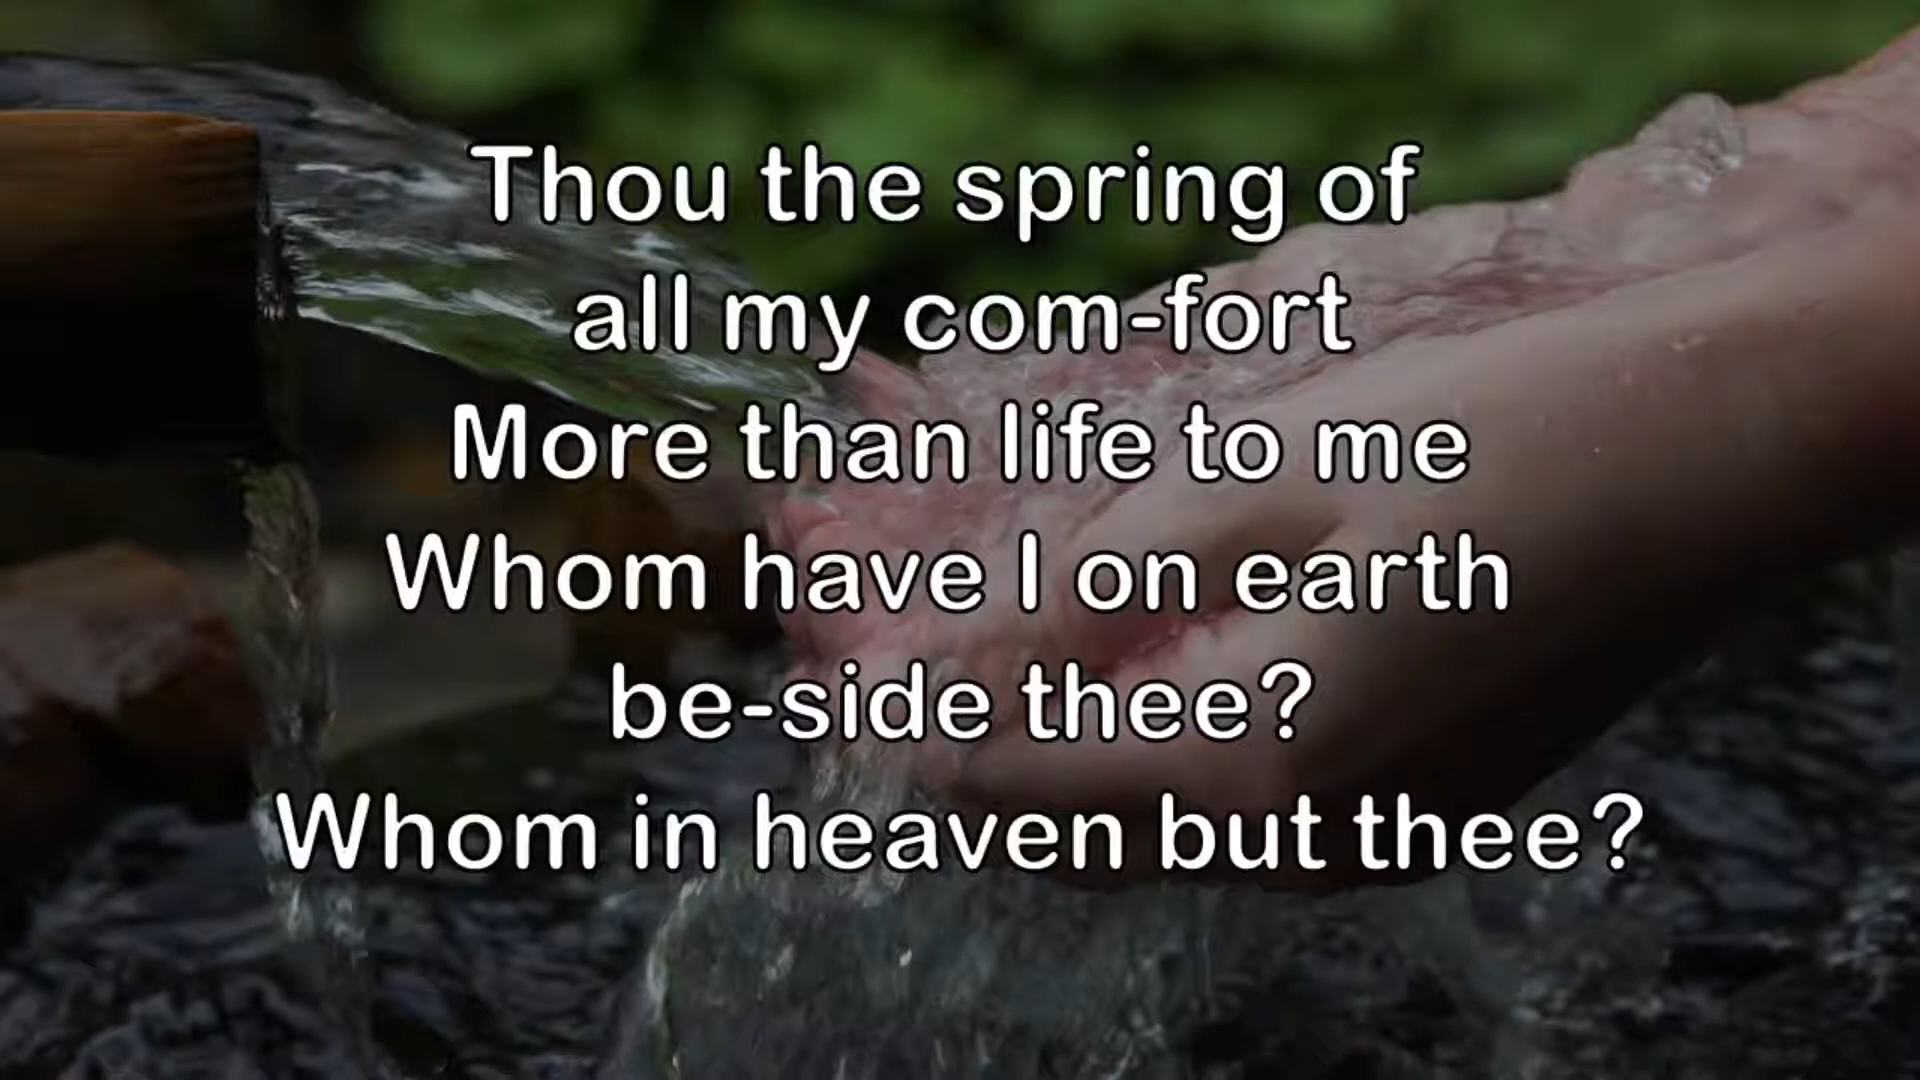 Thou the spring of
all my com-fort
More than life to me
Whom have I on earth
be-side thee?
Whom in heaven but thee?